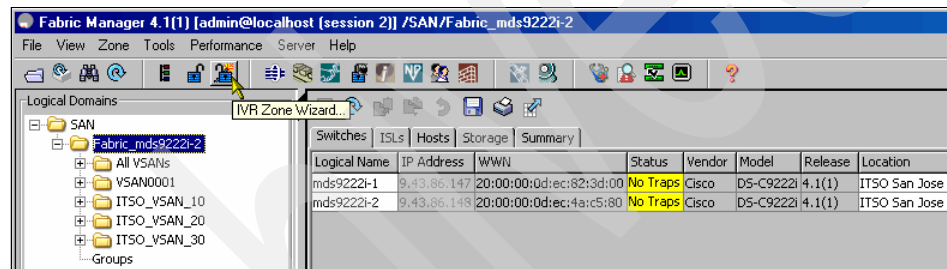 Fabric Manager 4.1(1) [admin@localhost (session 2)] /SAN/Fabric_mds9222i-2
File View Zone Tools Performance Server Help
Logical Domains
IVR Zone Wizard...
SAN
Fabric_mds9222i-2
All VSANs
VSAN0001
ITSO_VSAN_10
ITSO_VSAN_20
ITSO_VSAN_30
Groups
Switches ISLs Hosts Storage Summary
Logical Name IP Address WWN Status Vendor Model Release Location
mds9222i-1 9.43.86.147 20:00:00:0d:ec:82:3d:00 No Traps Cisco DS-C9222i 4.1(1) ITSO San Jose
mds9222i-2 9.43.86.148 20:00:00:0d:ec:4a:c5:80 No Traps Cisco DS-C9222i 4.1(1) ITSO San Jose